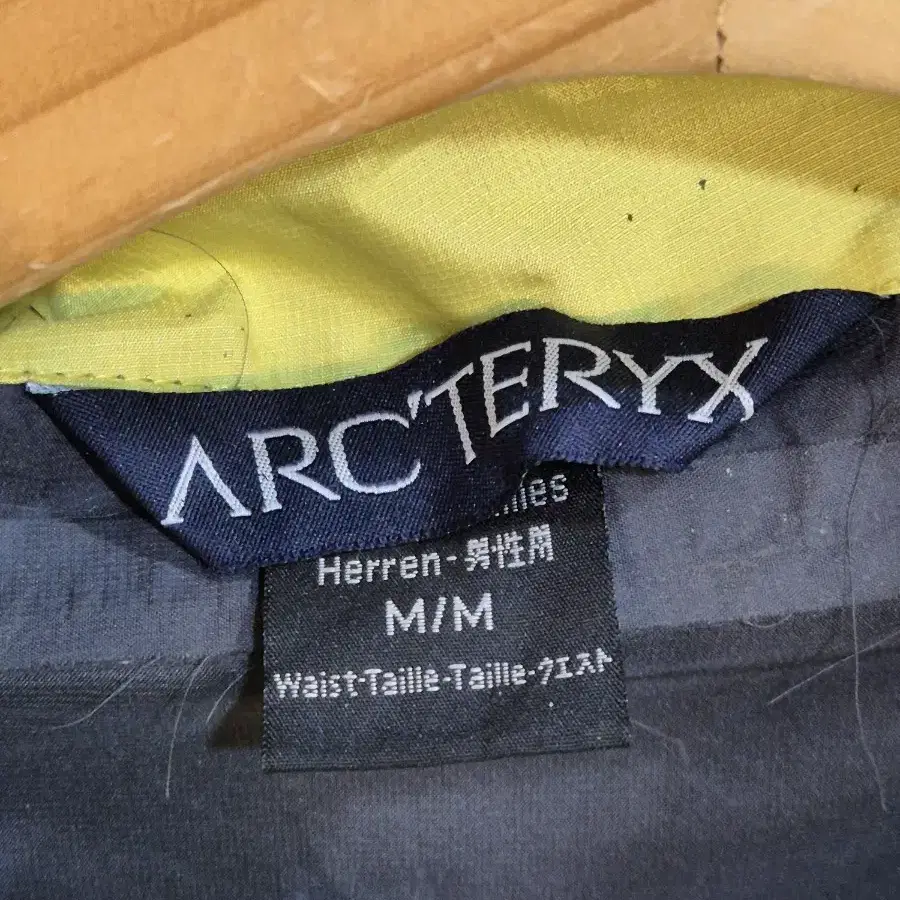 ARC'TERYX
Herren-男性用
M/M
Waist-Taille-Taille-ウエスト